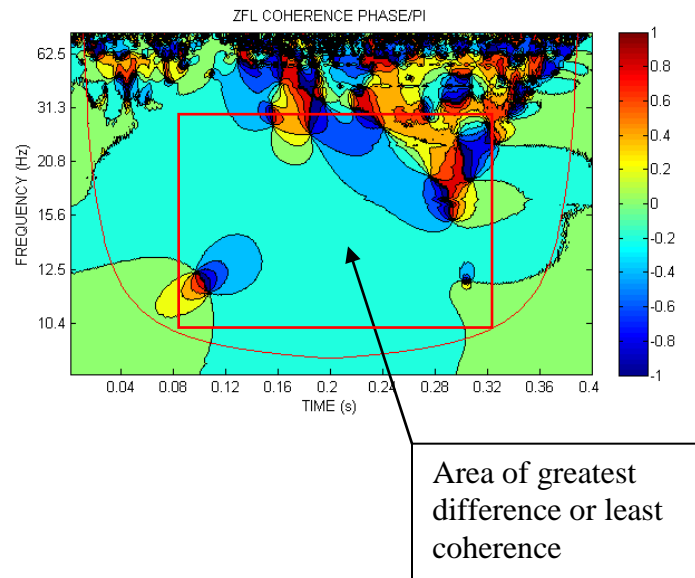 ZFL COHERENCE PHASE/PI
62.5
31.3
20.8
15.6
12.5
10.4
FREQUENCY (Hz)
0.04 0.08 0.12 0.16 0.2 0.24 0.28 0.32 0.36 0.4
TIME (s)
1
0.8
0.6
0.4
0.2
0
-0.2
-0.4
-0.6
-0.8
-1
Area of greatest
difference or least
coherence